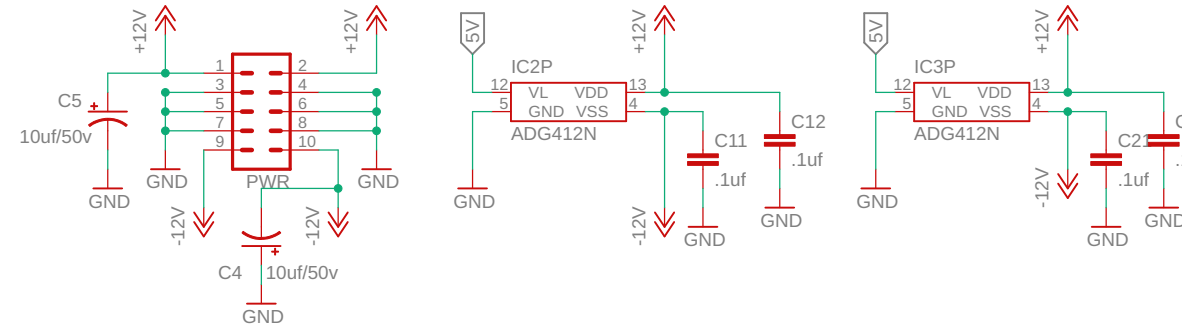 +12V
+12V
1
2
3
4
5
6
7
8
9
10
PWR
C5
10uf/50v
GND
GND
GND
-12V
-12V
C4
10uf/50v
GND
5V
+12V
IC2P
12
VL
VDD
13
5
GND
VSS
4
ADG412N
GND
-12V
C11
.1uf
GND
C12
.1uf
GND
5V
+12V
IC3P
12
VL
VDD
13
5
GND
VSS
4
ADG412N
GND
-12V
C21
.1uf
GND
C
.
GND